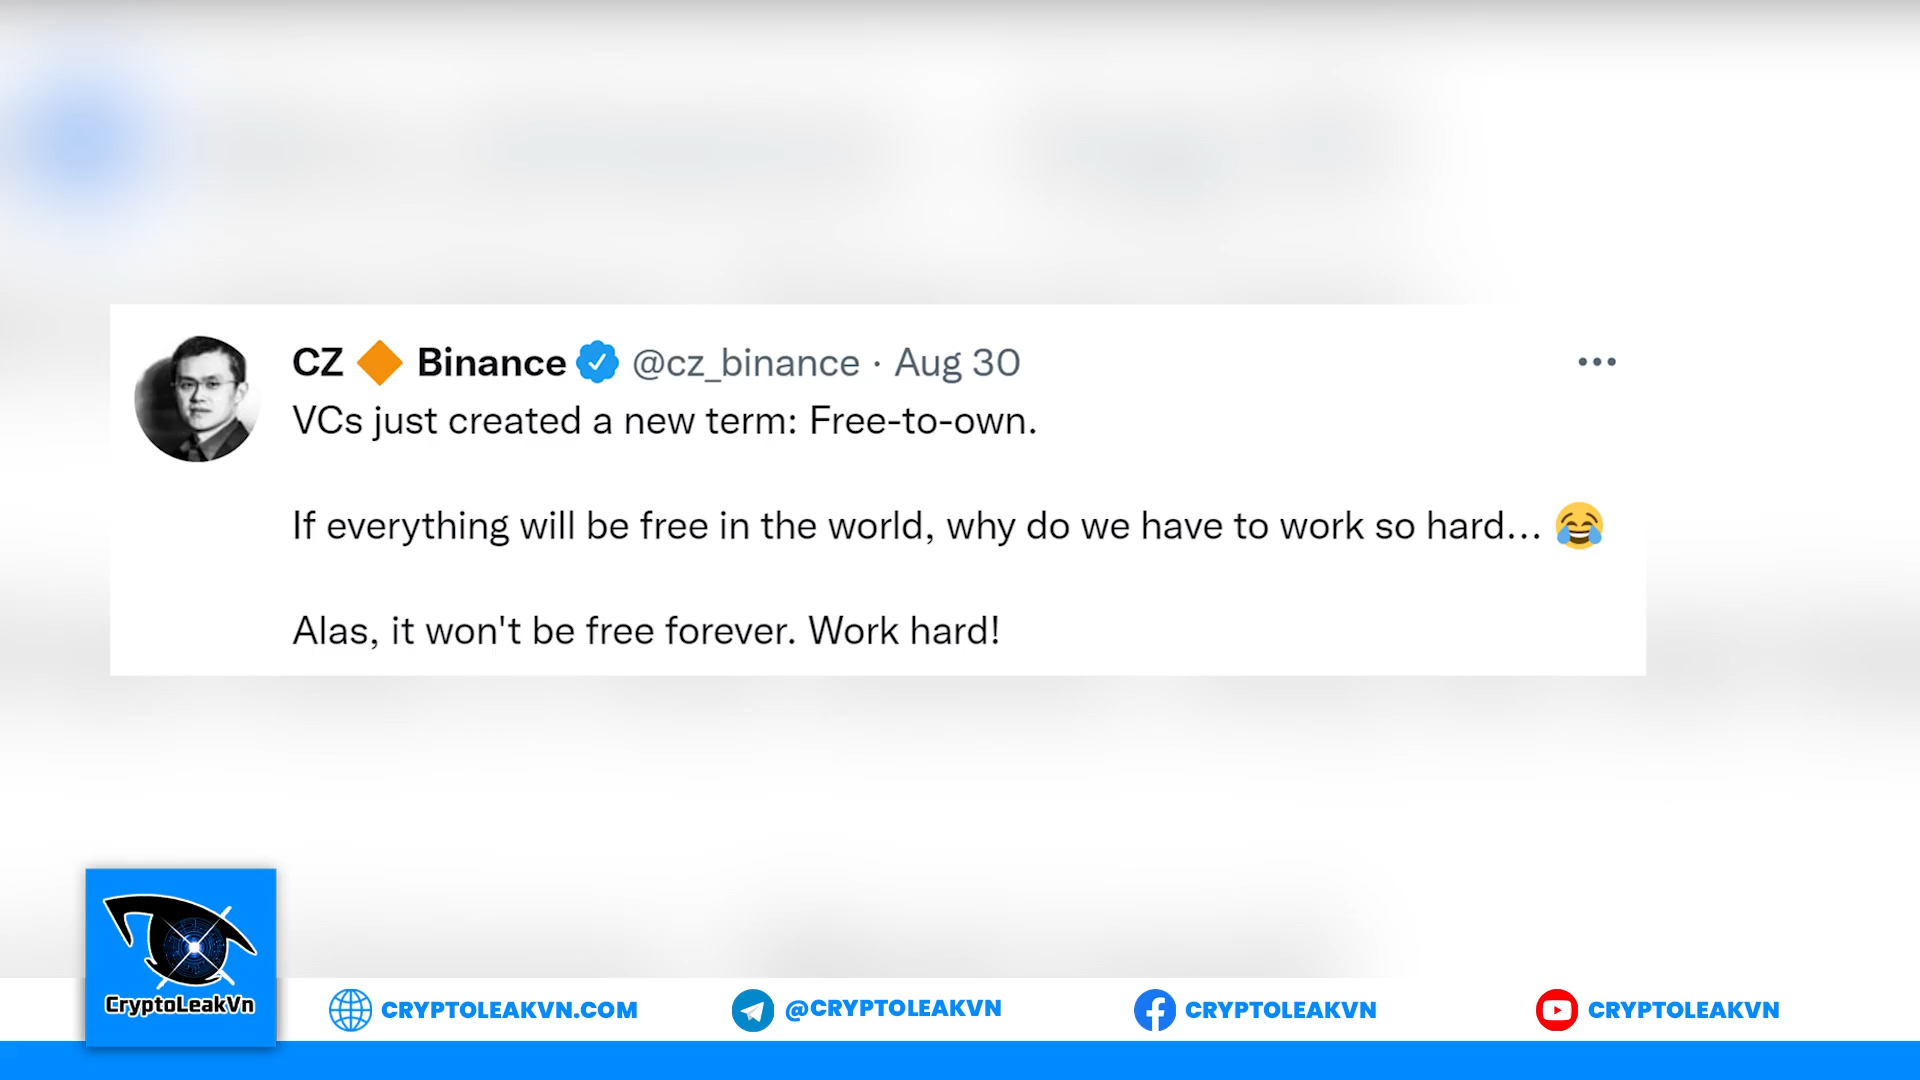 CZ 🔶 Binance @cz_binance · Aug 30
VCs just created a new term: Free-to-own.
If everything will be free in the world, why do we have to work so hard... 😂
Alas, it won't be free forever. Work hard!
CryptoLeakVn
CRYPTOLEAKVN.COM
@CRYPTOLEAKVN
CRYPTOLEAKVN
CRYPTOLEAKVN